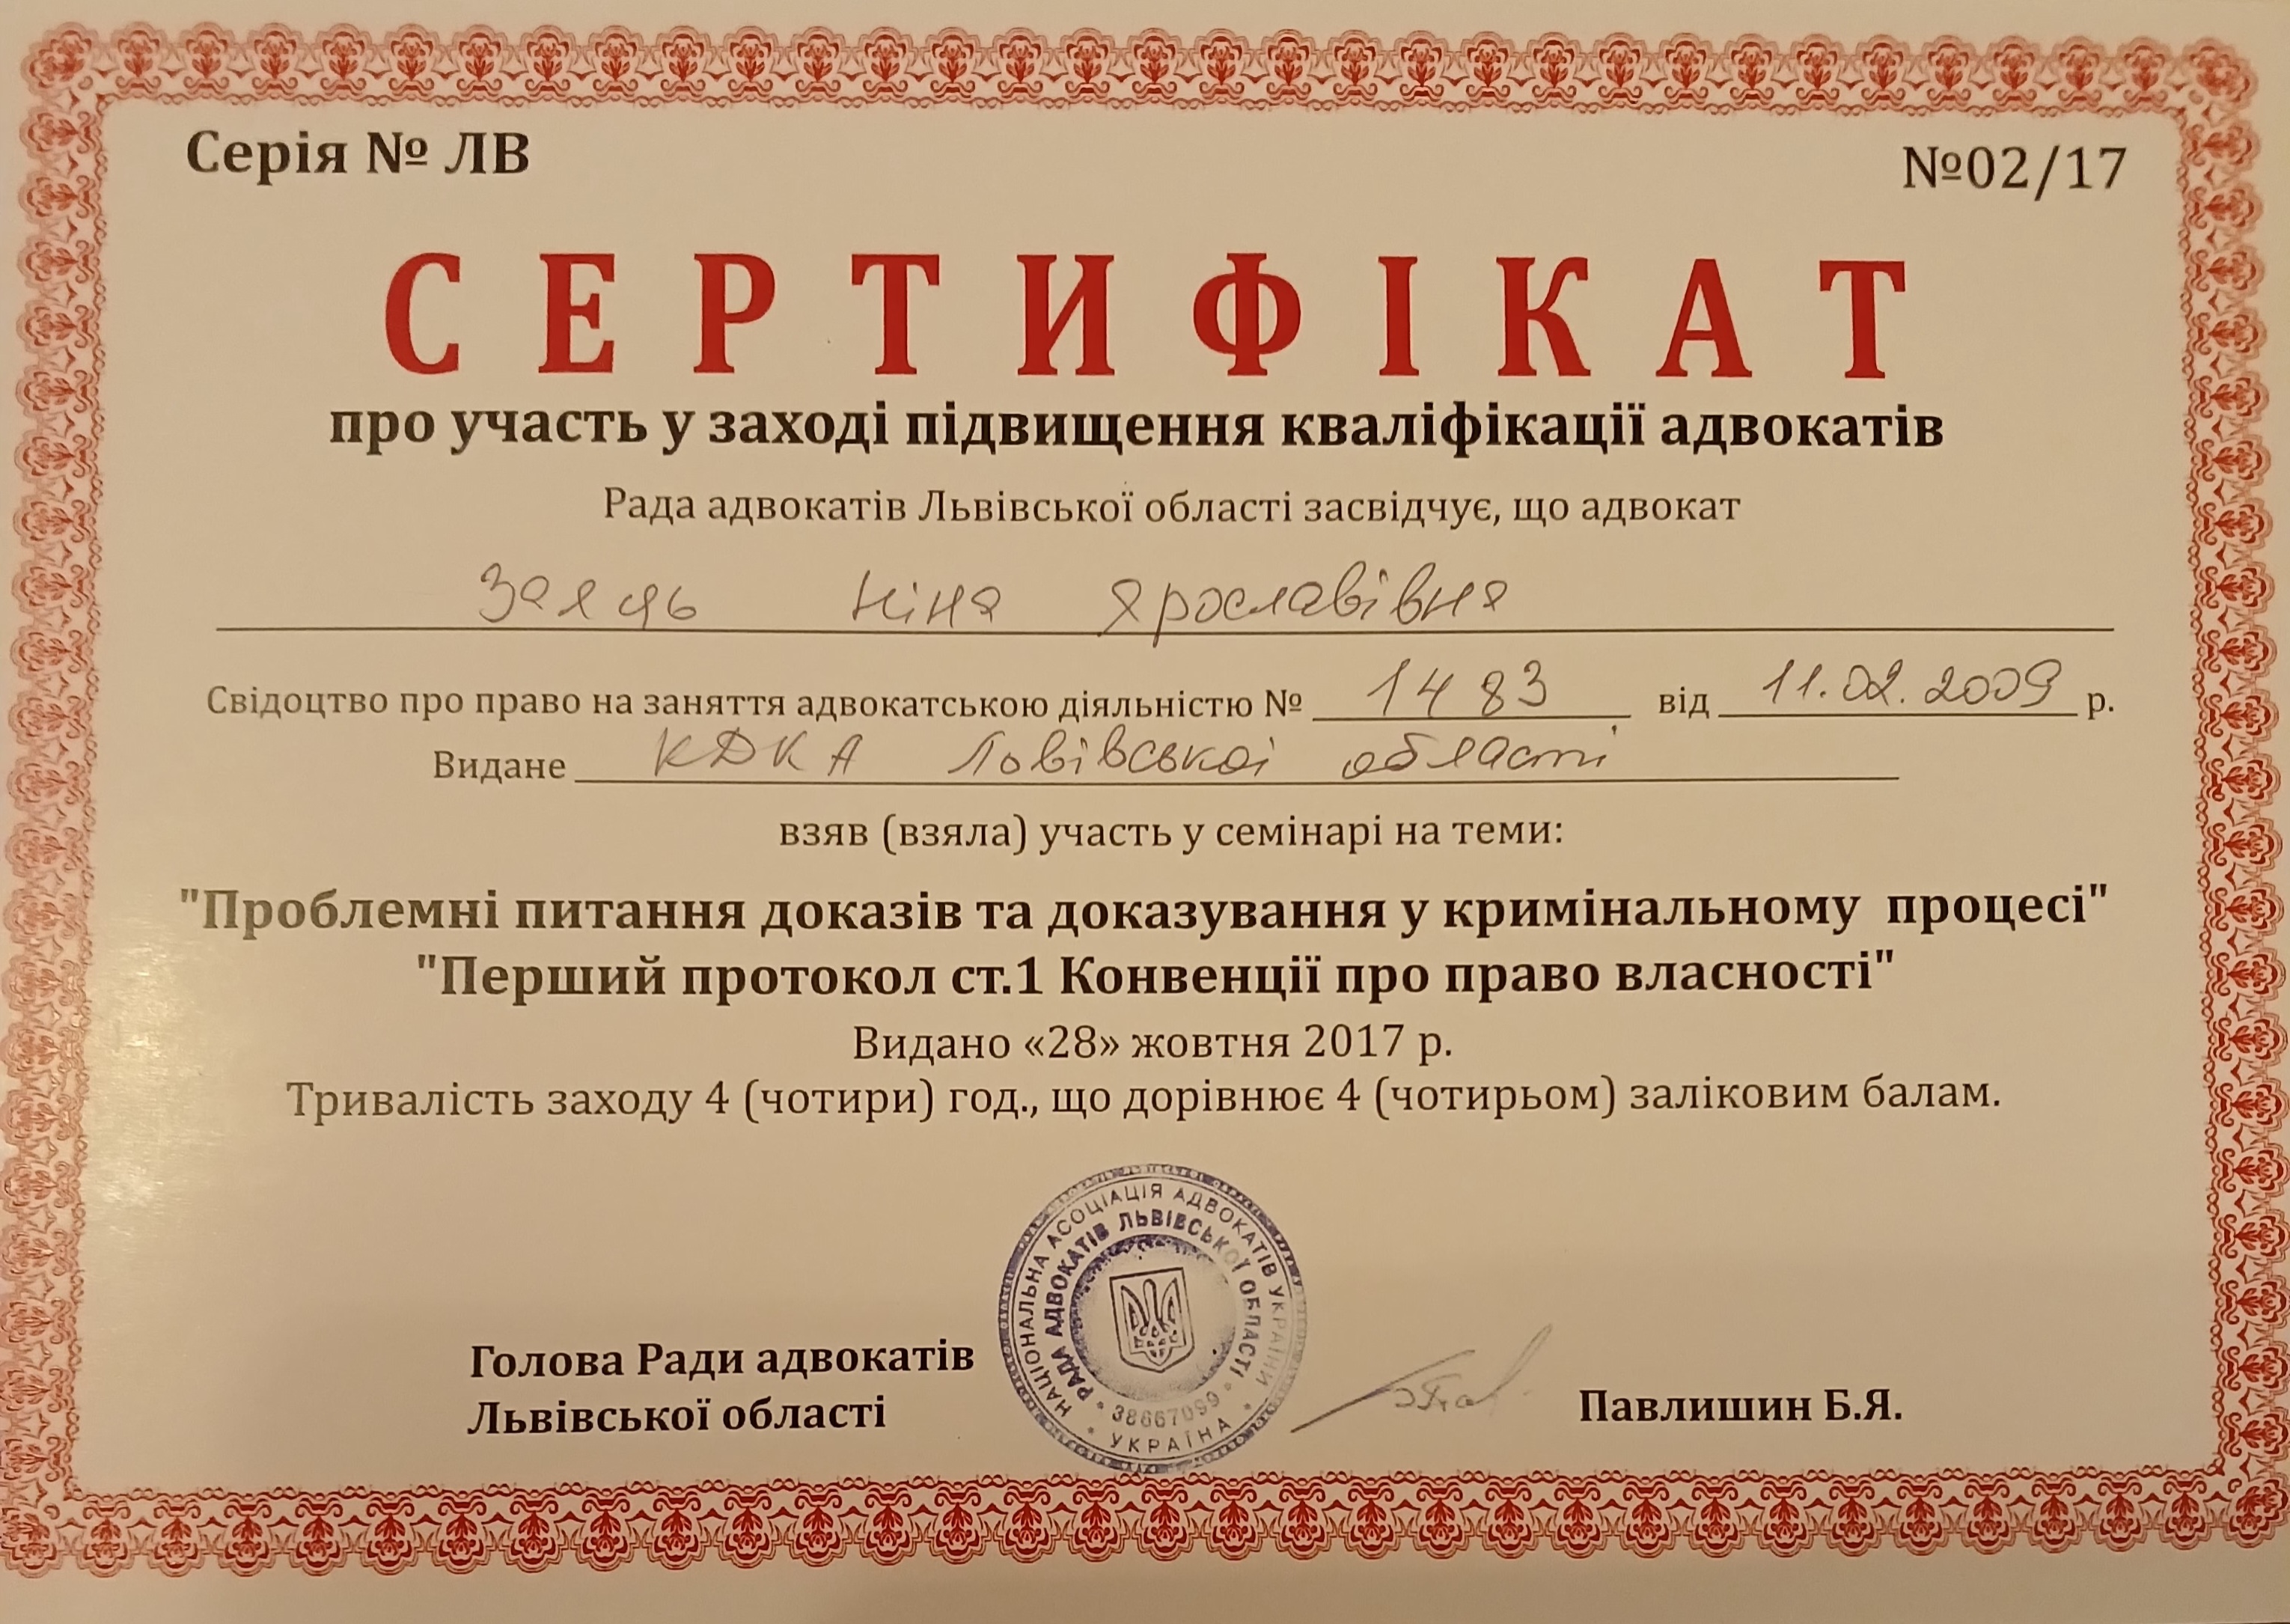 Серія № ЛВ
№02/17
СЕРТИФІКАТ
про участь у заході підвищення кваліфікації адвокатів
Рада адвокатів Львівської області засвідчує, що адвокат
Заяць Ніна Ярославівна
Свідоцтво про право на заняття адвокатською діяльністю № 1483 від 11.02.2009 р.
Видане КДКА Львівської області
взяв (взяла) участь у семінарі на теми:
"Проблемні питання доказів та доказування у кримінальному процесі"
"Перший протокол ст.1 Конвенції про право власності"
Видано «28» жовтня 2017 р.
Тривалість заходу 4 (чотири) год., що дорівнює 4 (чотирьом) заліковим балам.
НАЦІОНАЛЬНА АСОЦІАЦІЯ АДВОКАТІВ УКРАЇНИ
РАДА АДВОКАТІВ ЛЬВІВСЬКОЇ ОБЛАСТІ
38667099
УКРАЇНА
Голова Ради адвокатів
Львівської області
Павлишин Б.Я.